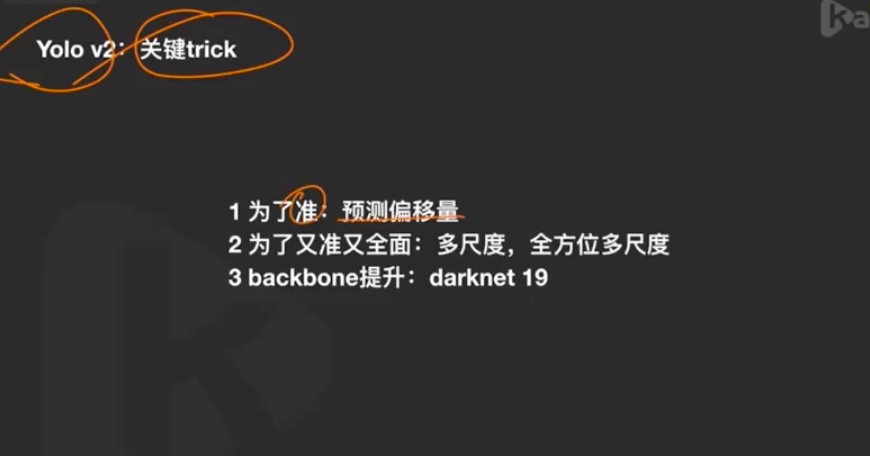 Yolo v2：关键trick
1 为了准：预测偏移量
2 为了又准又全面：多尺度，全方位多尺度
3 backbone提升：darknet 19